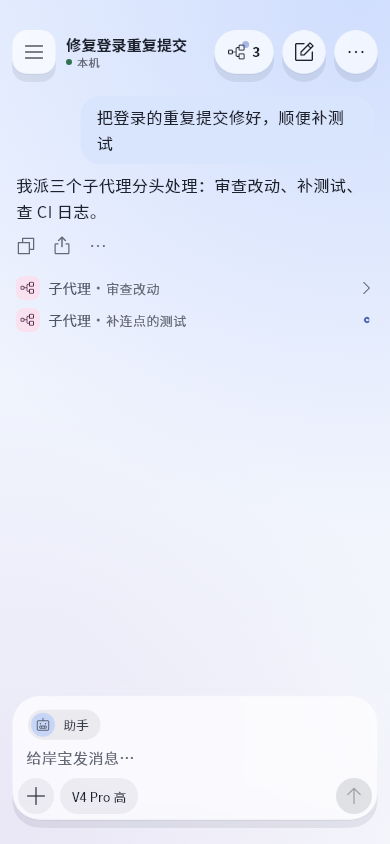 修复登录重复提交
本机
3
把登录的重复提交修好，顺便补测
试
我派三个子代理分头处理：审查改动、补测试、
查 CI 日志。
子代理・审查改动
子代理・补连点的测试
助手
给岸宝发消息…
V4 Pro 高